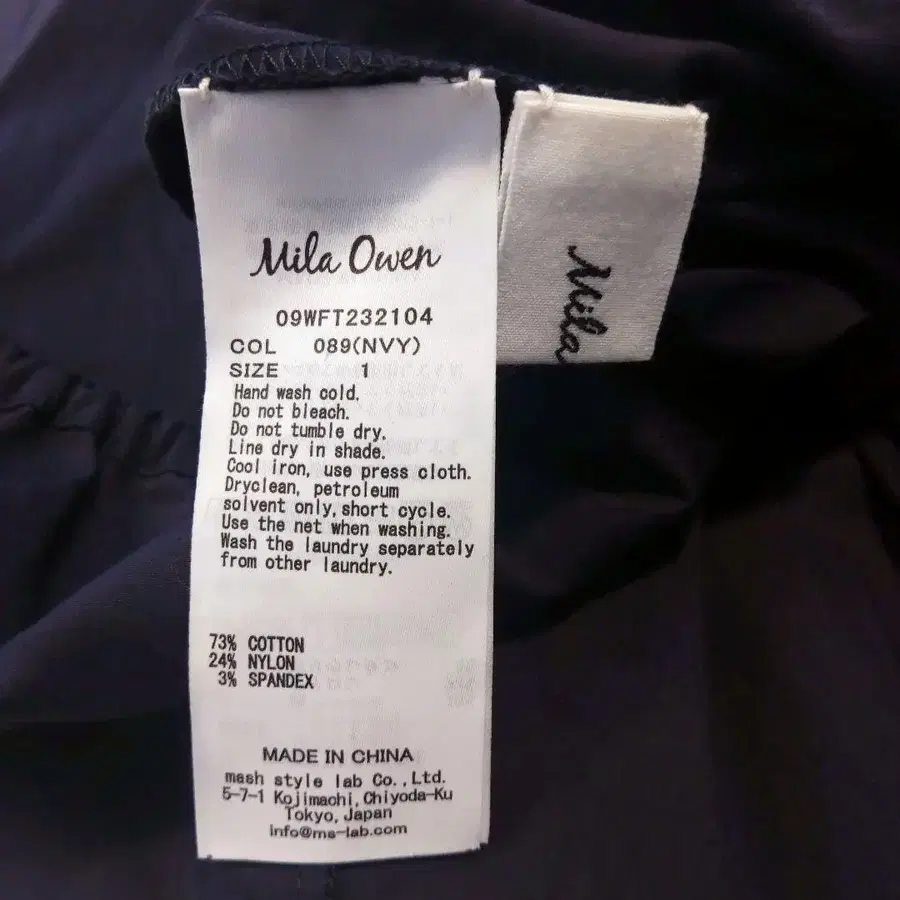 Mila Owen
09WFT232104
COL 089(NVY)
SIZE 1
Hand wash cold.
Do not bleach.
Do not tumble dry.
Line dry in shade.
Cool iron, use press cloth.
Dryclean, petroleum
solvent only, short cycle.
Use the net when washing.
Wash the laundry separately
from other laundry.
73% COTTON
24% NYLON
3% SPANDEX
MADE IN CHINA
mash style lab Co.,Ltd.
5-7-1 Kojimachi, Chiyoda-Ku
Tokyo, Japan
info@ms-lab.com
Mila